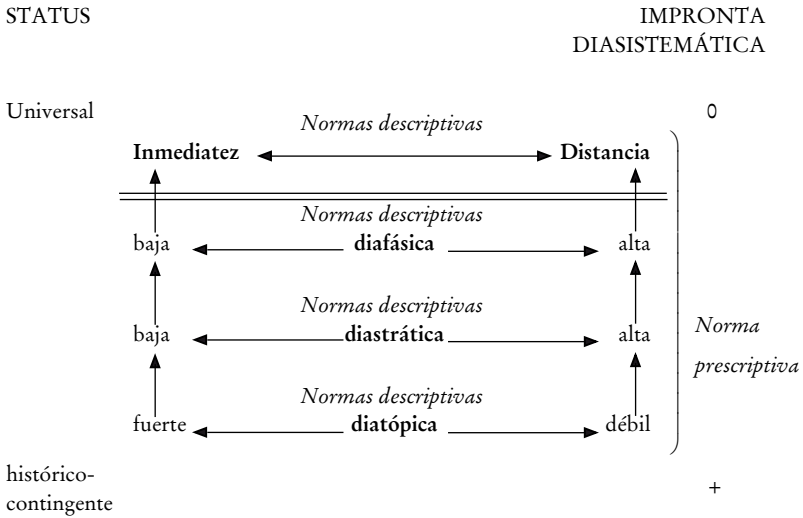 STATUS IMPRONTA
DIASISTEMÁTICA
Universal 0
Normas descriptivas
Inmediatez Distancia
Normas descriptivas
baja diafásica alta
Normas descriptivas
baja diastrática alta
Norma
prescriptiva
Normas descriptivas
fuerte diatópica débil
histórico-
contingente
+